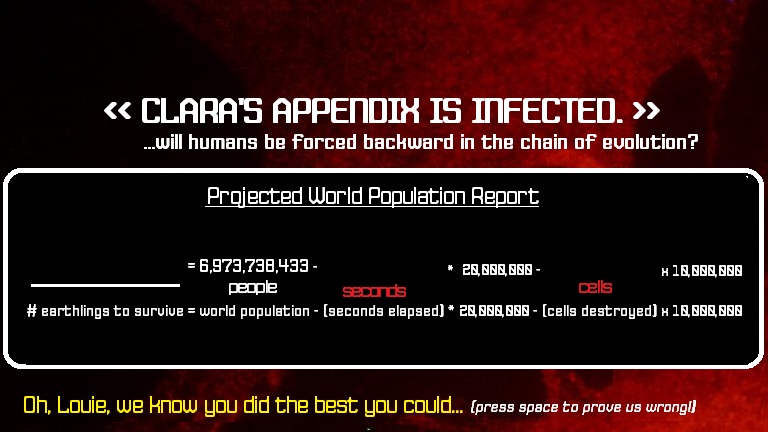 << CLARA'S APPENDIX IS INFECTED. >>
...will humans be forced backward in the chain of evolution?
Projected World Population Report
= 6,973,738,433 - * 20,000,000 - x 10,000,000
people seconds cells
# earthlings to survive = world population - (seconds elapsed) * 20,000,000 - (cells destroyed) x 10,000,000
Oh, Louie, we know you did the best you could... (press space to prove us wrong!)